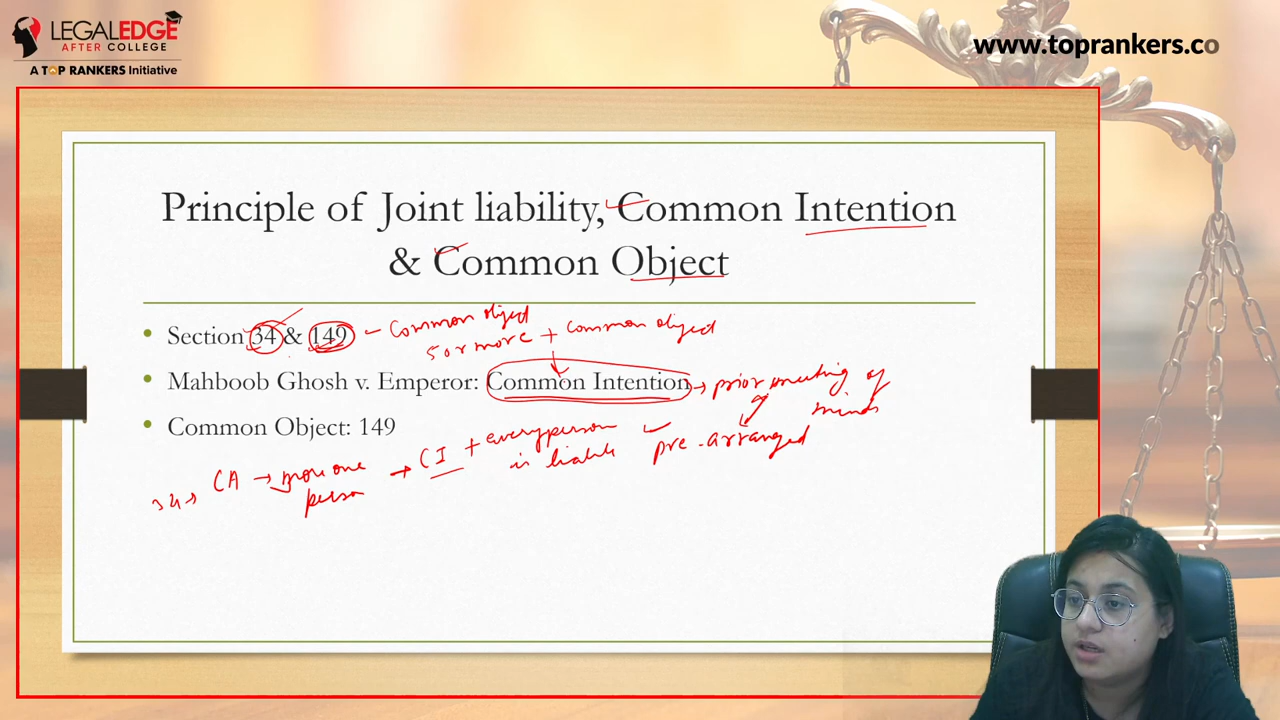 LEGALEDGE
AFTER COLLEGE
A TOP RANKERS Initiative
www.toprankers.co
Principle of Joint liability, Common Intention
& Common Object
• Section 34 & 149 - Common object
5 or more + Common object
• Mahboob Ghosh v. Emperor: Common Intention → prior meeting of
minds
• Common Object: 149
pre-arranged
34 → CA → more one
person
→ CI + every person
is liable